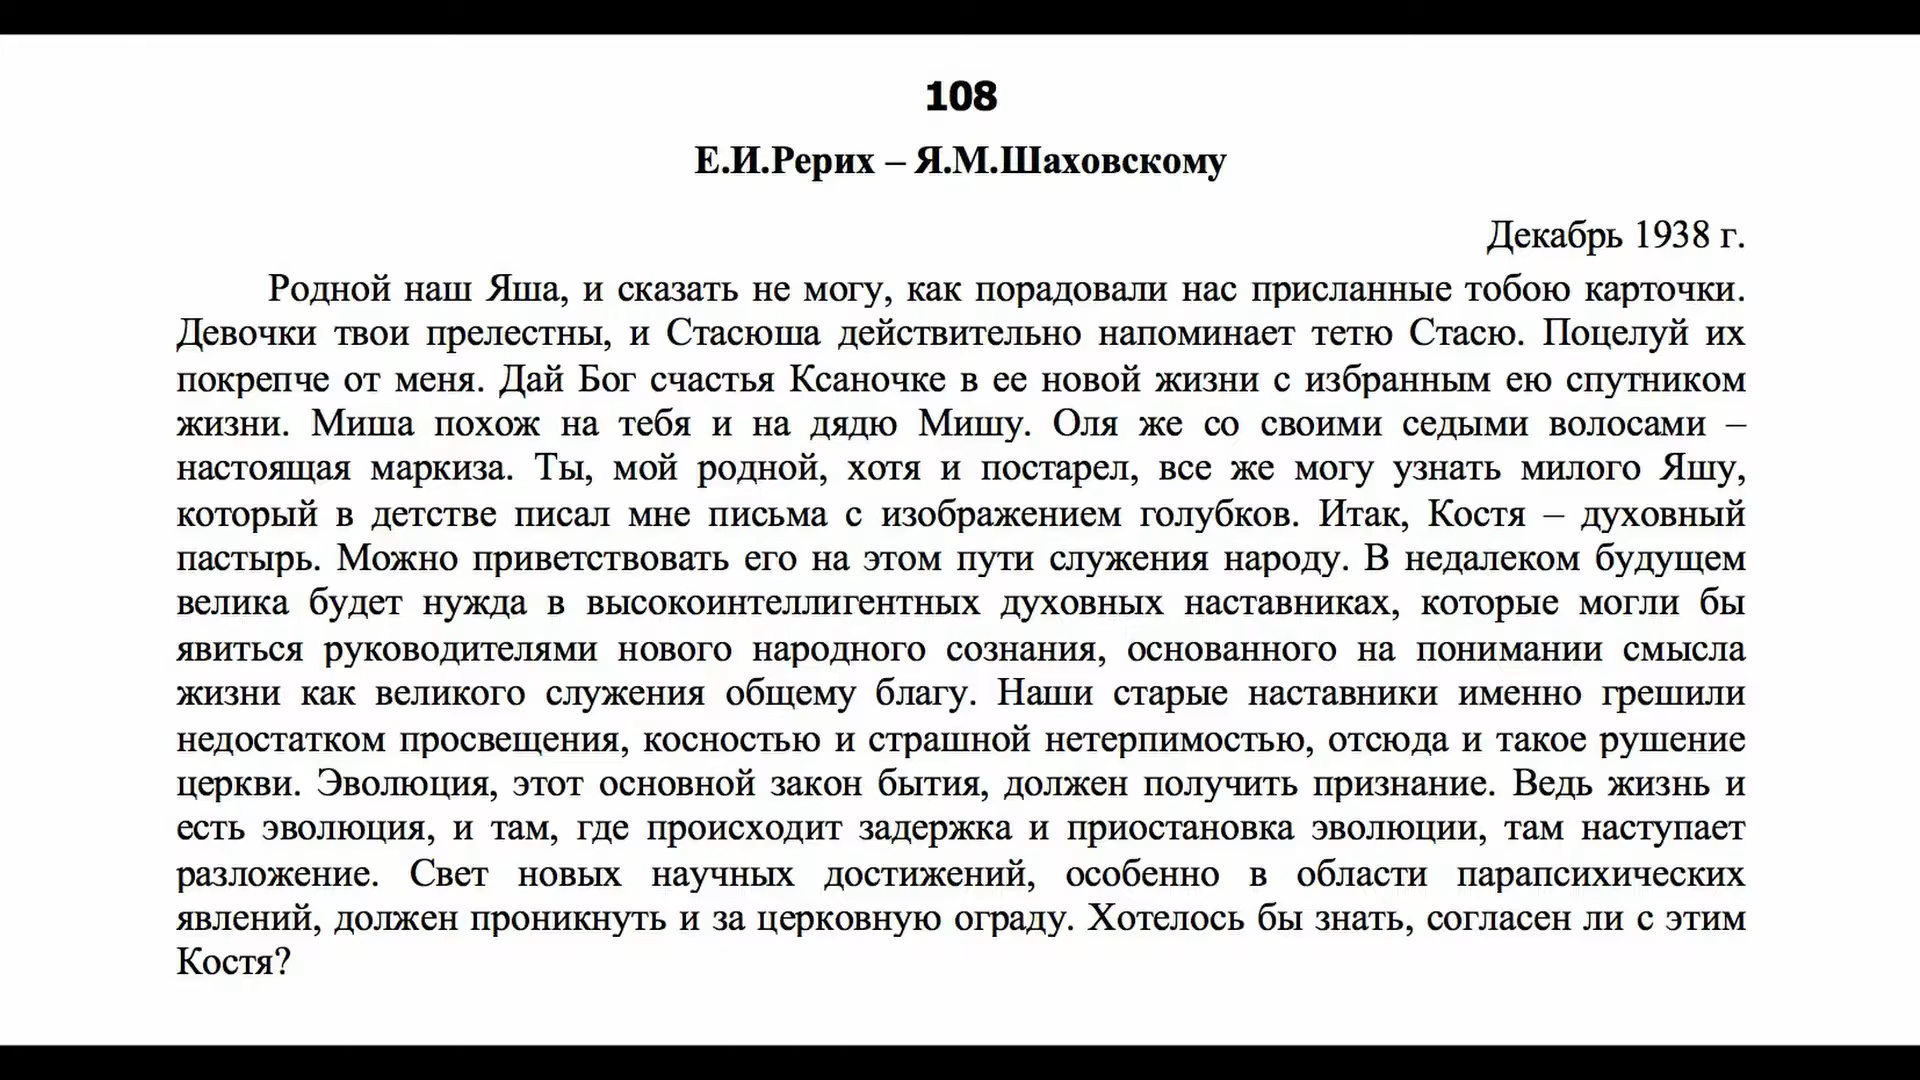 108
Е.И.Рерих – Я.М.Шаховскому
Декабрь 1938 г.
Родной наш Яша, и сказать не могу, как порадовали нас присланные тобою карточки.
Девочки твои прелестны, и Стасюша действительно напоминает тетю Стасю. Поцелуй их
покрепче от меня. Дай Бог счастья Ксаночке в ее новой жизни с избранным ею спутником
жизни. Миша похож на тебя и на дядю Мишу. Оля же со своими седыми волосами –
настоящая маркиза. Ты, мой родной, хотя и постарел, все же могу узнать милого Яшу,
который в детстве писал мне письма с изображением голубков. Итак, Костя – духовный
пастырь. Можно приветствовать его на этом пути служения народу. В недалеком будущем
велика будет нужда в высокоинтеллигентных духовных наставниках, которые могли бы
явиться руководителями нового народного сознания, основанного на понимании смысла
жизни как великого служения общему благу. Наши старые наставники именно грешили
недостатком просвещения, косностью и страшной нетерпимостью, отсюда и такое рушение
церкви. Эволюция, этот основной закон бытия, должен получить признание. Ведь жизнь и
есть эволюция, и там, где происходит задержка и приостановка эволюции, там наступает
разложение. Свет новых научных достижений, особенно в области парапсихических
явлений, должен проникнуть и за церковную ограду. Хотелось бы знать, согласен ли с этим
Костя?